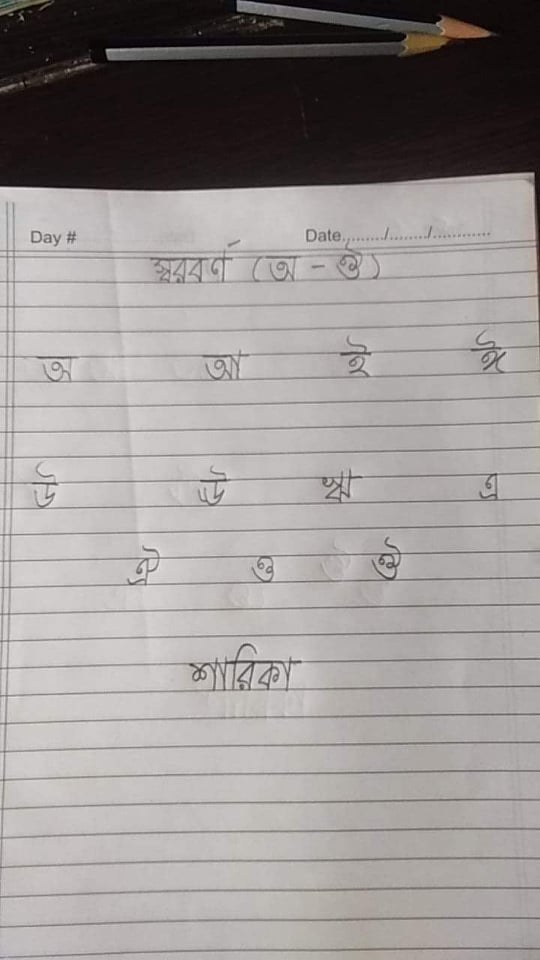 Day # Date........./......../............
স্বরবর্ণ (অ - ঔ)
অ আ ই ঈ
উ ঊ ঋ এ
ঐ ও ঔ
শারিকা